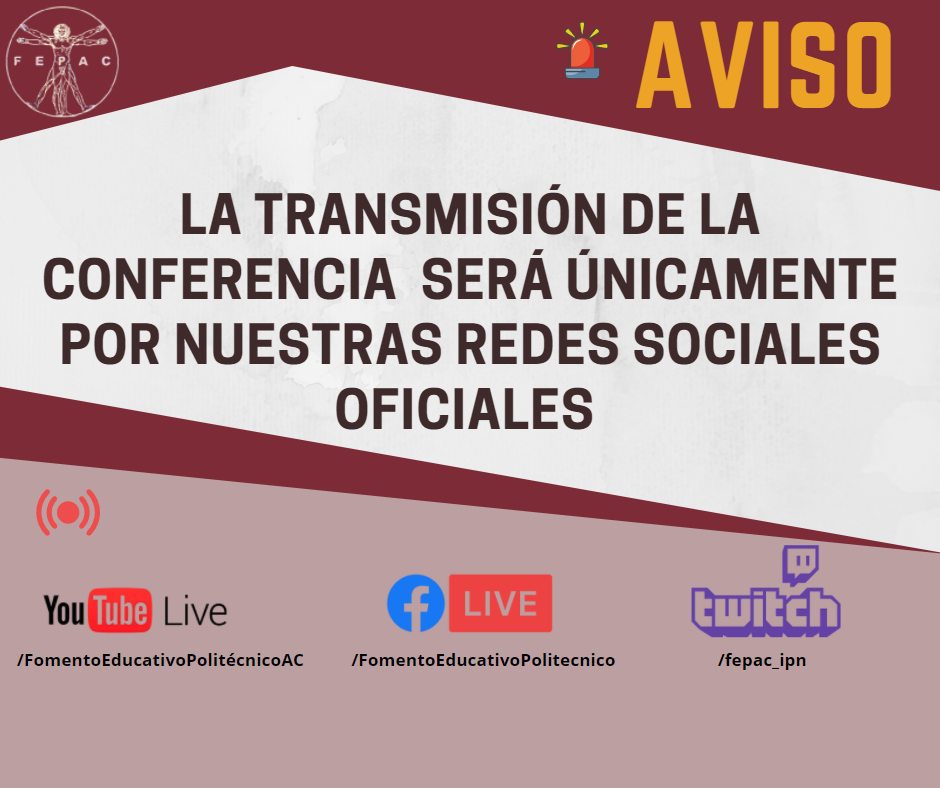 FEPAC
AVISO
LA TRANSMISIÓN DE LA
CONFERENCIA SERÁ ÚNICAMENTE
POR NUESTRAS REDES SOCIALES
OFICIALES
YouTube Live
/FomentoEducativoPolitécnicoAC
LIVE
/FomentoEducativoPolitecnico
twitch
/fepac_ipn